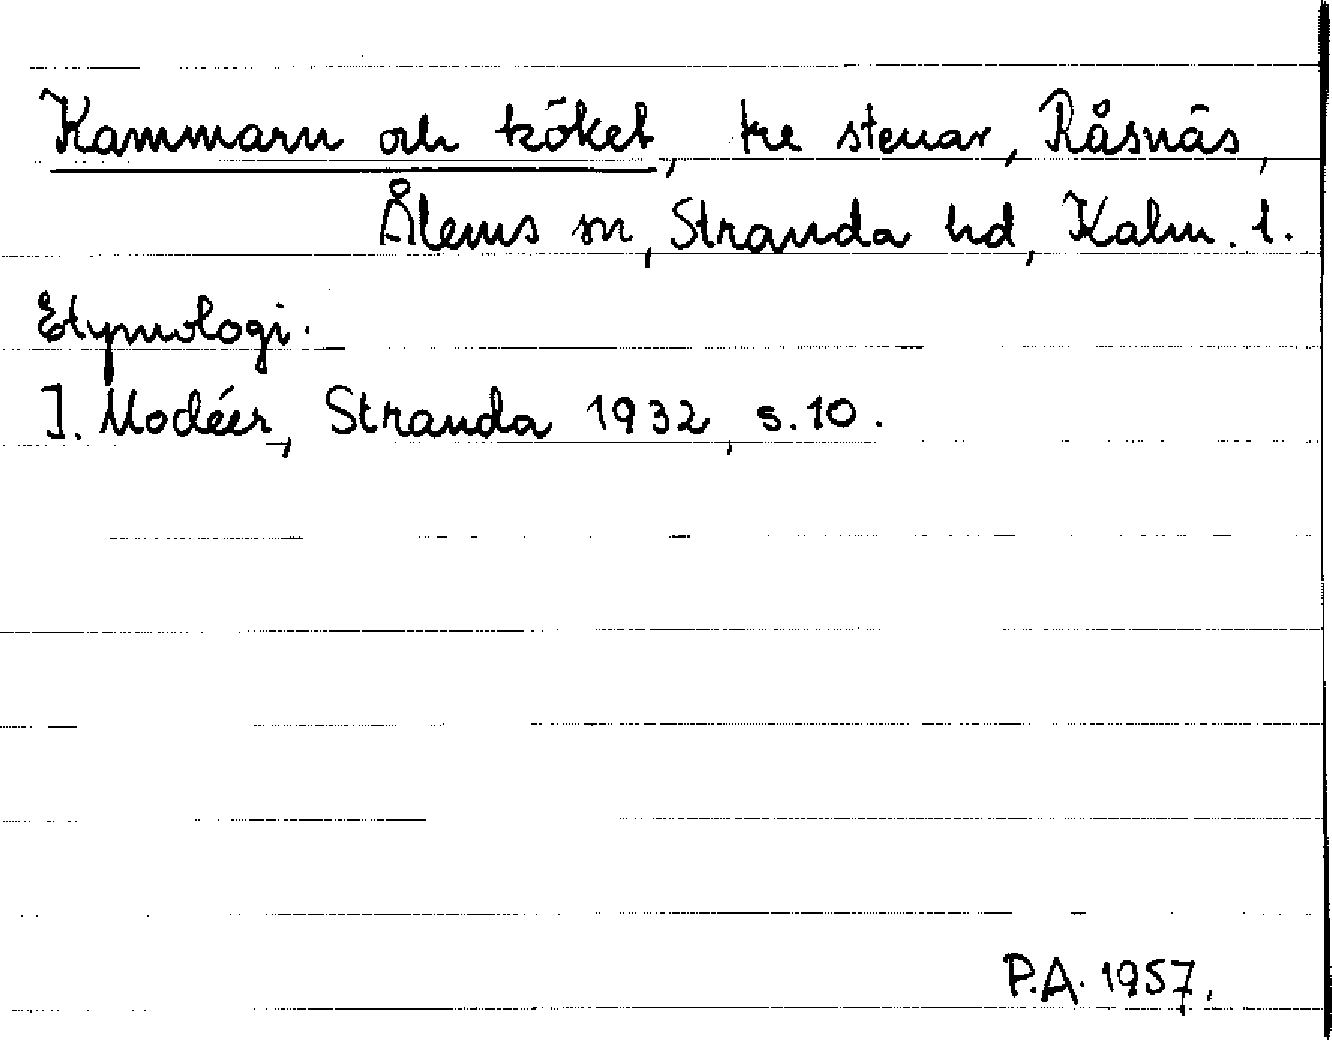 Kammarn och köket, tre stenar, Råsnäs,
Ålems sn, Stranda hd, Kalm. l.
Etymologi.
I. Modéer, Stranda 1932, s. 10.
P.A. 1957.